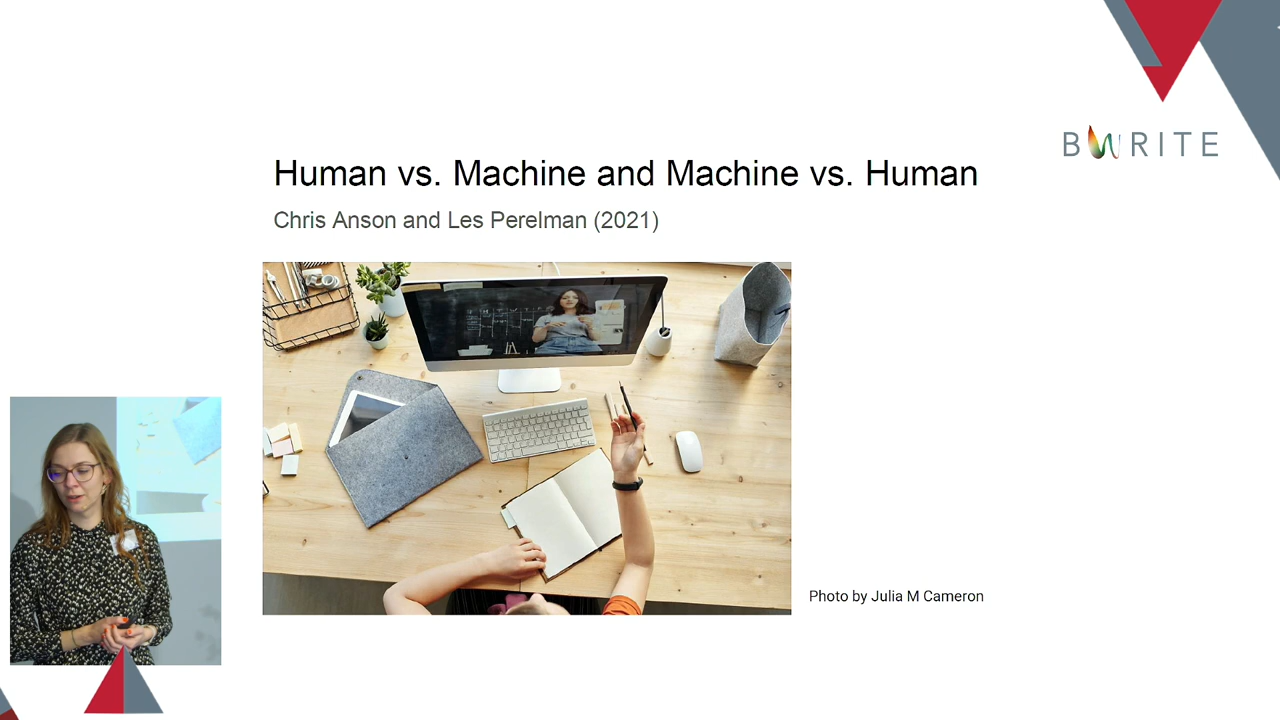 BWRITE
Human vs. Machine and Machine vs. Human
Chris Anson and Les Perelman (2021)
Photo by Julia M Cameron